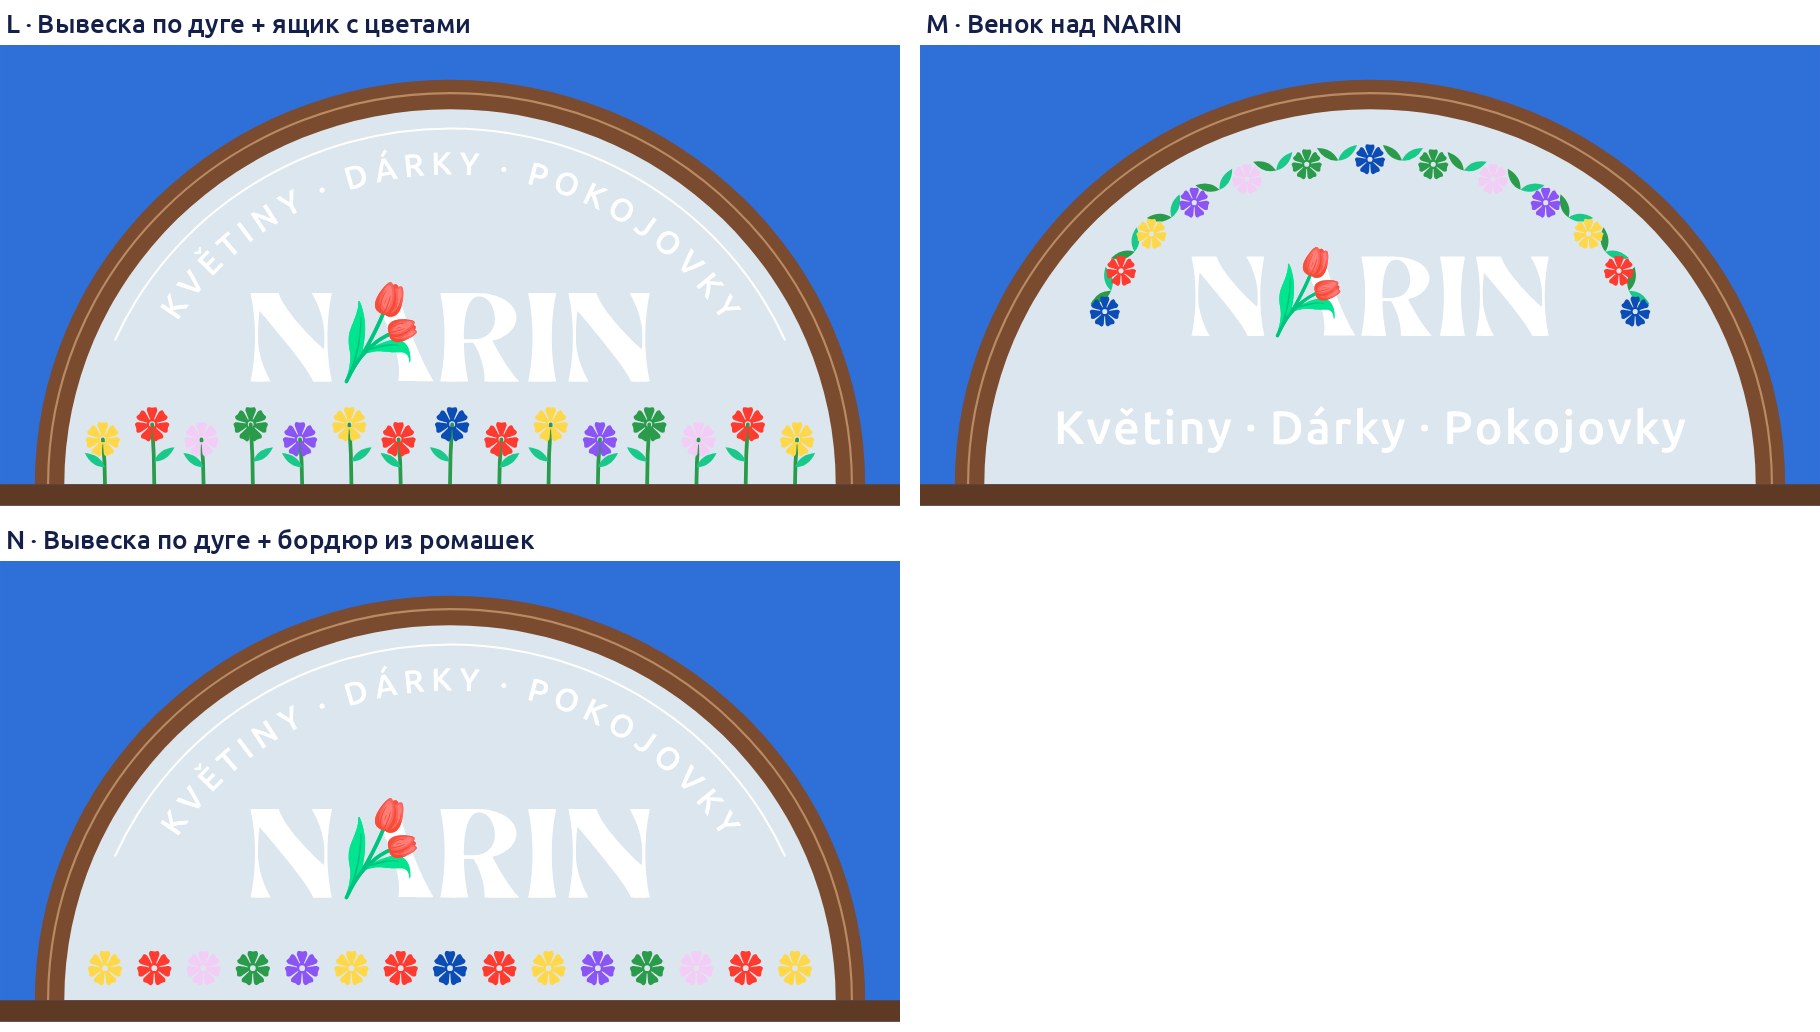 L · Вывеска по дуге + ящик с цветами
KVĚTINY · DÁRKY · POKOJOVKY
NARIN
M · Венок над NARIN
NARIN
Květiny · Dárky · Pokojovky
N · Вывеска по дуге + бордюр из ромашек
KVĚTINY · DÁRKY · POKOJOVKY
NARIN